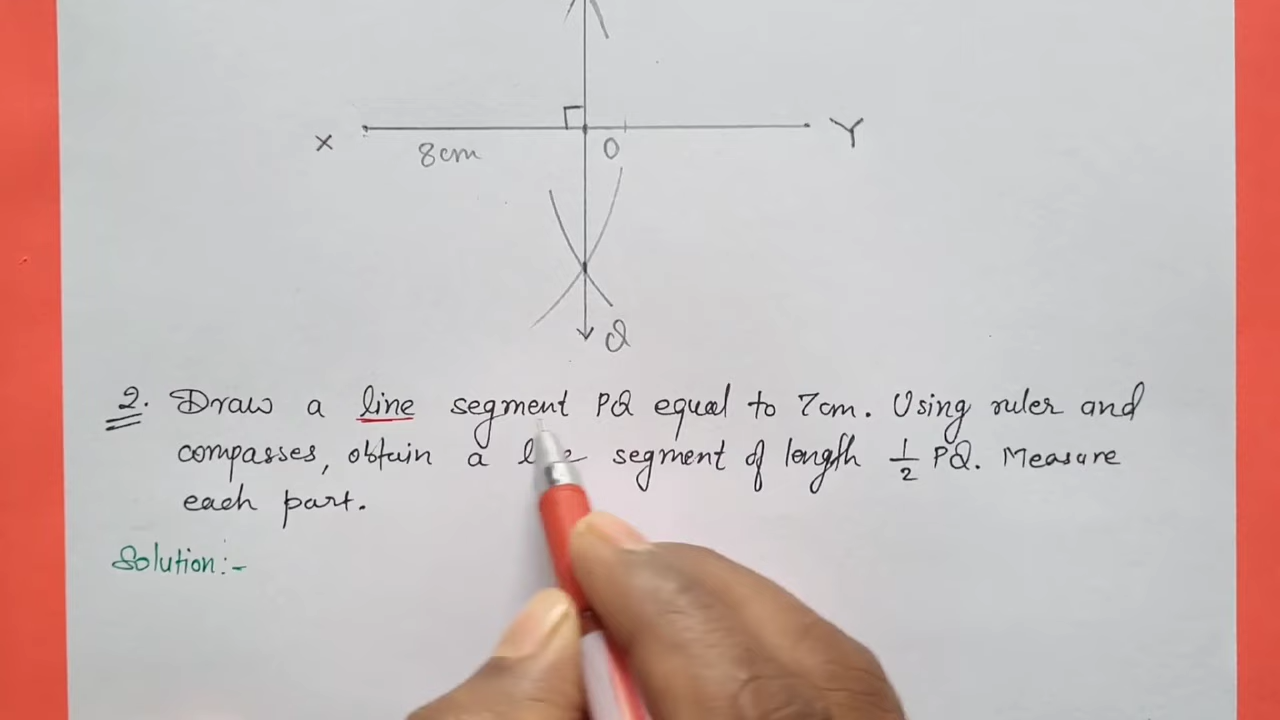 X Y
8cm O
Q
2. Draw a line segment PQ equal to 7cm. Using ruler and
compasses, obtain a line segment of length 1/2 PQ. Measure
each part.
Solution:-